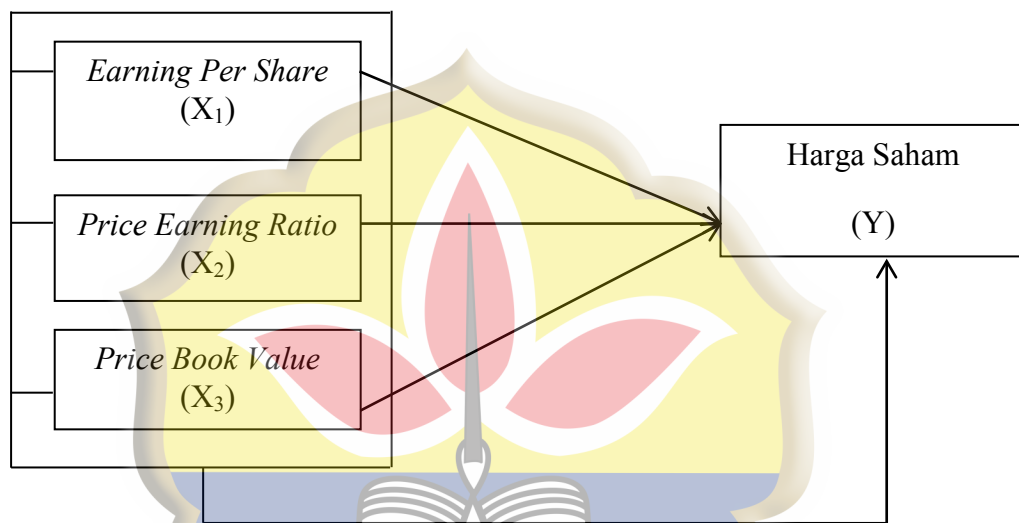 Earning Per Share
(X₁)
Price Earning Ratio
(X₂)
Price Book Value
(X₃)
Harga Saham
(Y)